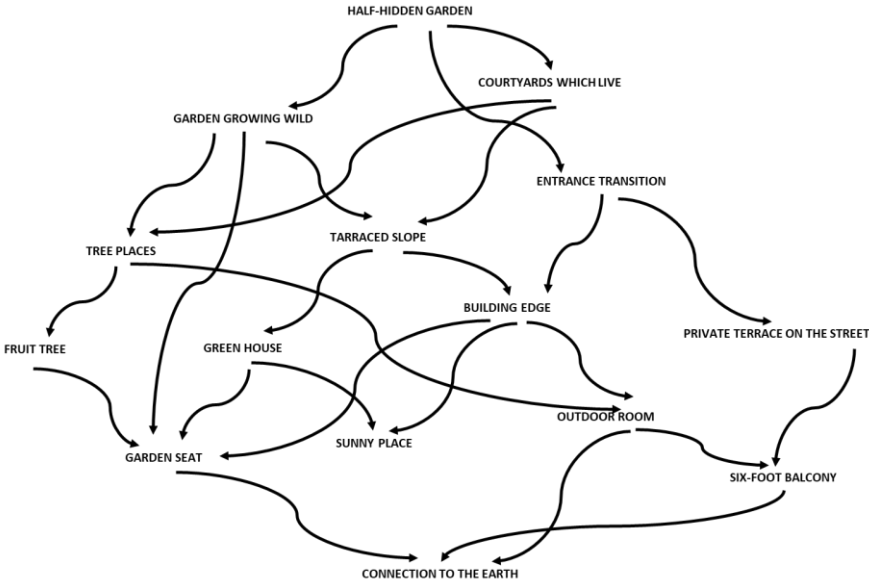 HALF-HIDDEN GARDEN
COURTYARDS WHICH LIVE
GARDEN GROWING WILD
ENTRANCE TRANSITION
TARRACED SLOPE
TREE PLACES
BUILDING EDGE
PRIVATE TERRACE ON THE STREET
FRUIT TREE
GREEN HOUSE
OUTDOOR ROOM
SUNNY PLACE
GARDEN SEAT
SIX-FOOT BALCONY
CONNECTION TO THE EARTH